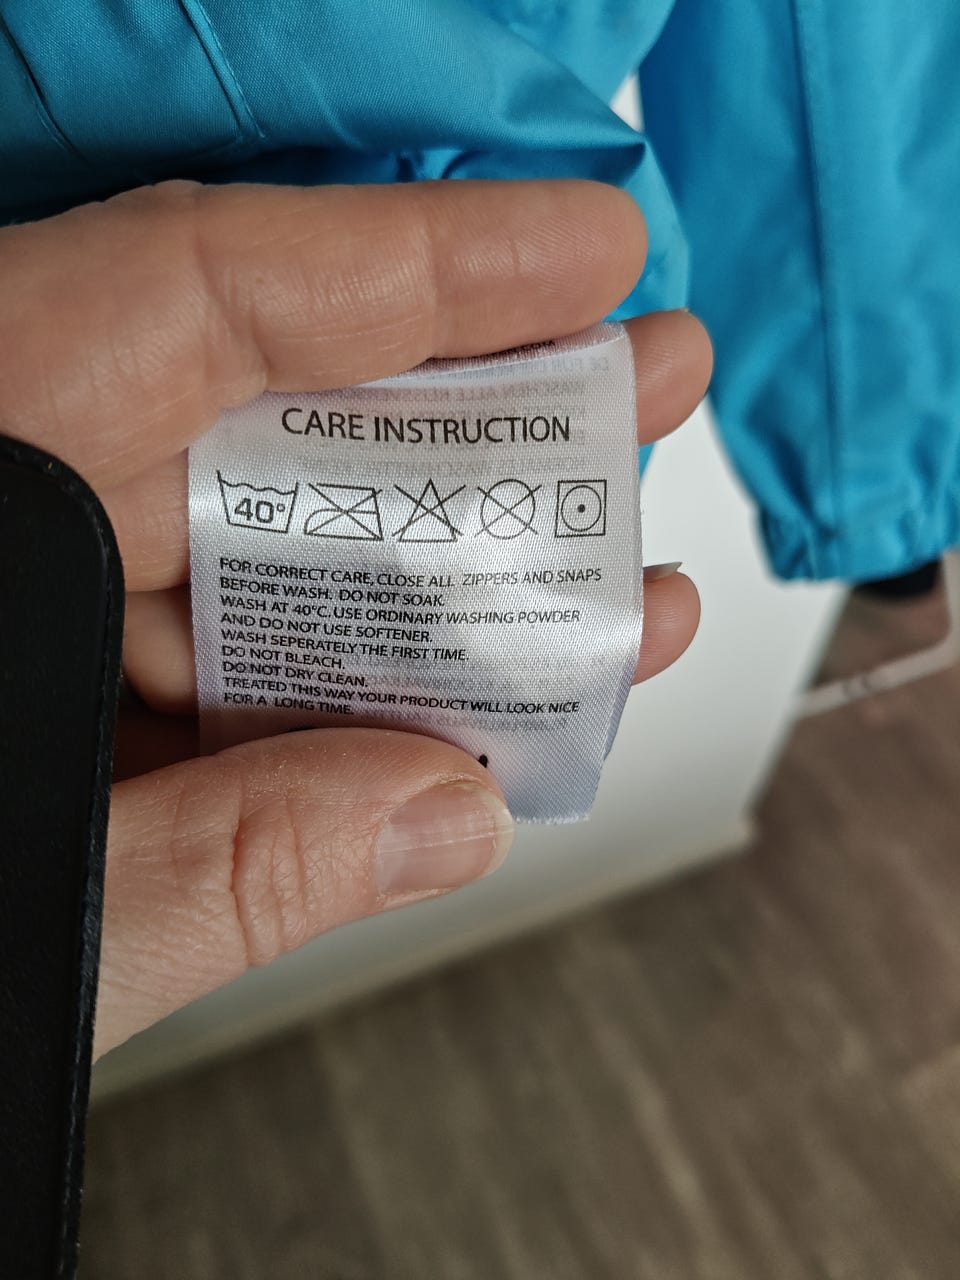 CARE INSTRUCTION
40°
FOR CORRECT CARE, CLOSE ALL ZIPPERS AND SNAPS
BEFORE WASH. DO NOT SOAK.
WASH AT 40°C. USE ORDINARY WASHING POWDER
AND DO NOT USE SOFTENER.
WASH SEPERATELY THE FIRST TIME.
DO NOT BLEACH.
DO NOT DRY CLEAN.
TREATED THIS WAY YOUR PRODUCT WILL LOOK NICE
FOR A LONG TIME.